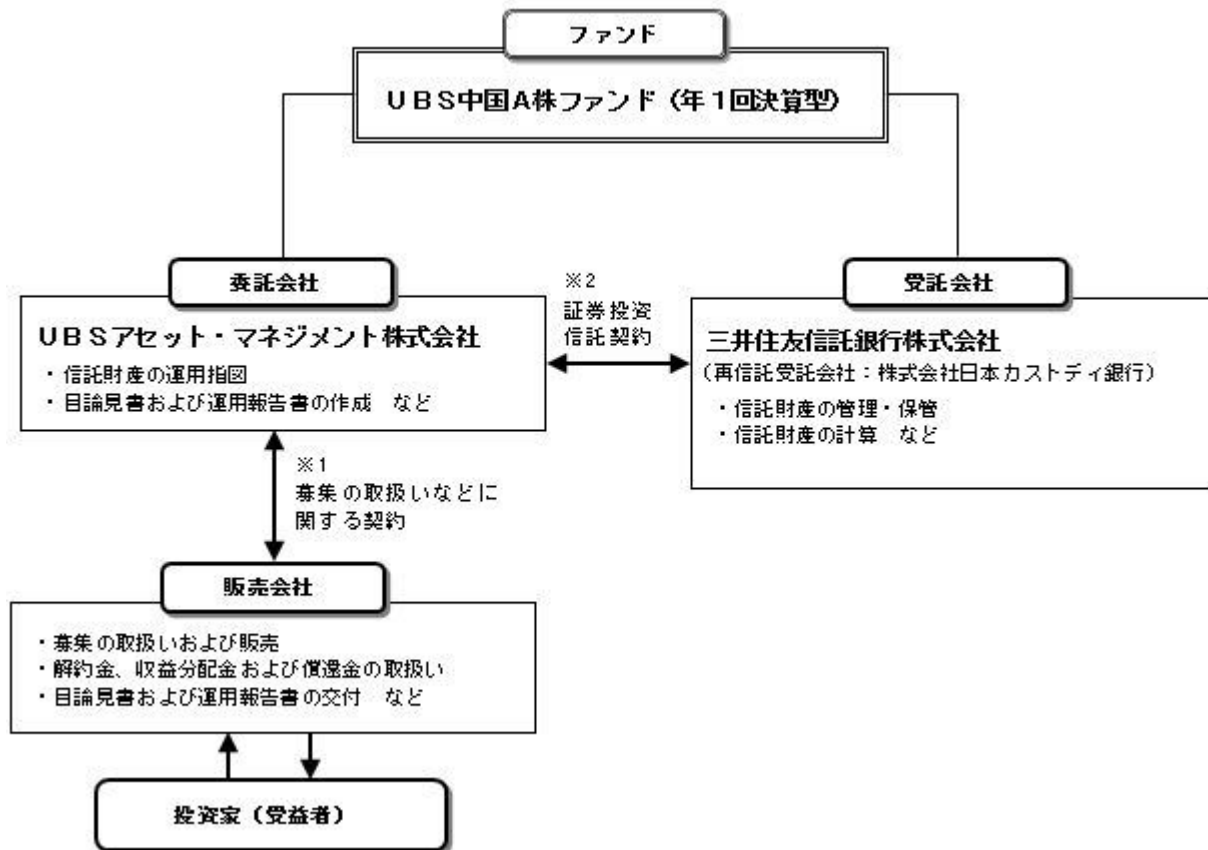 ファンド
UBS中国A株ファンド（年1回決算型）
委託会社
UBSアセット・マネジメント株式会社
・信託財産の運用指図
・目論見書および運用報告書の作成　など
※2
証券投資
信託契約
受託会社
三井住友信託銀行株式会社
（再信託受託会社：株式会社日本カストディ銀行）
・信託財産の管理・保管
・信託財産の計算　など
※1
募集の取扱いなどに
関する契約
販売会社
・募集の取扱いおよび販売
・解約金、収益分配金および償還金の取扱い
・目論見書および運用報告書の交付　など
投資家（受益者）